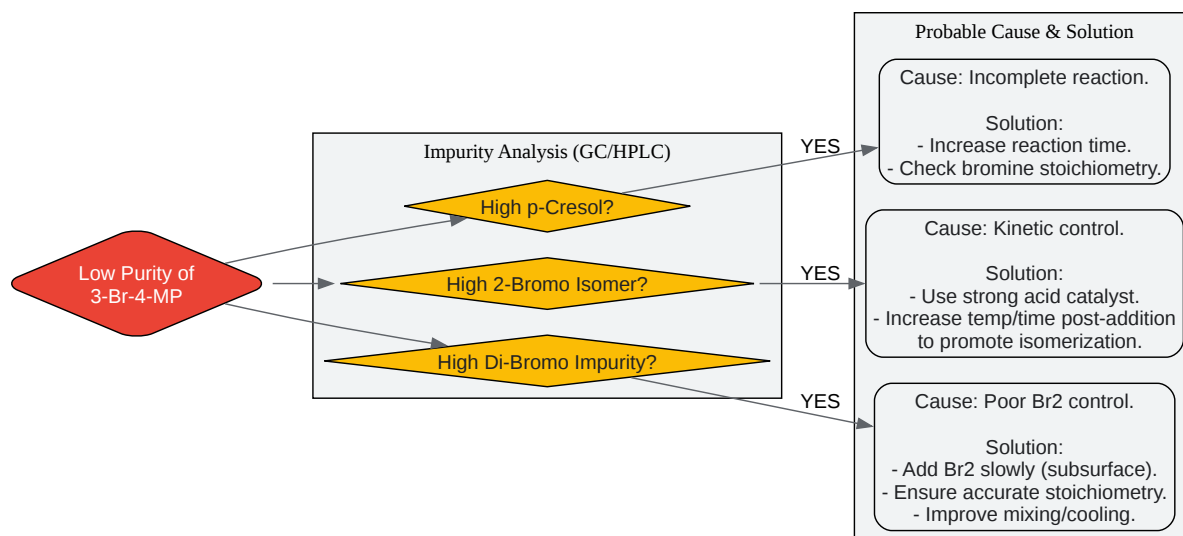 Low Purity of
3-Br-4-MP
Impurity Analysis (GC/HPLC)
High p-Cresol?
High 2-Bromo Isomer?
High Di-Bromo Impurity?
YES
YES
YES
Probable Cause & Solution
Cause: Incomplete reaction.
Solution:
- Increase reaction time.
- Check bromine stoichiometry.
Cause: Kinetic control.
Solution:
- Use strong acid catalyst.
- Increase temp/time post-addition
to promote isomerization.
Cause: Poor Br2 control.
Solution:
- Add Br2 slowly (subsurface).
- Ensure accurate stoichiometry.
- Improve mixing/cooling.